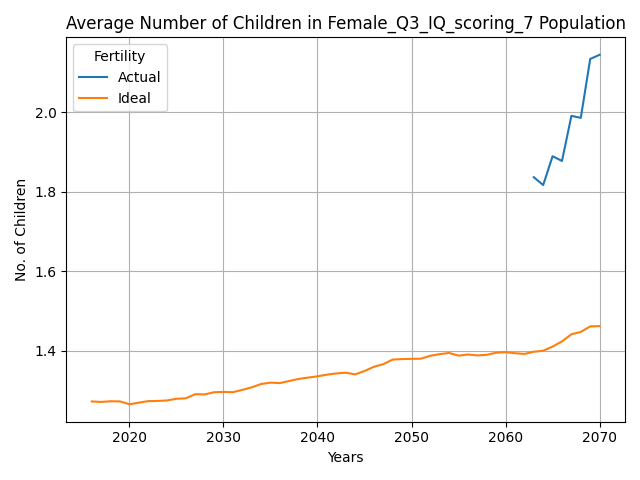 Average Number of Children in Female_Q3_IQ_scoring_7 Population
Fertility
Actual
Ideal
2.0
1.8
1.6
1.4
No. of Children
2020 2030 2040 2050 2060 2070
Years